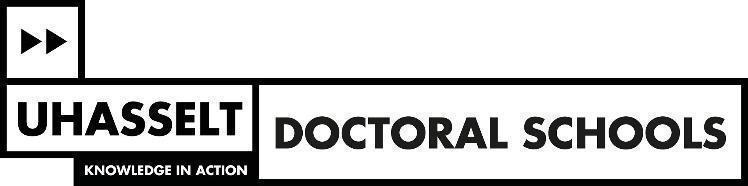 UHASSELT
DOCTORAL SCHOOLS
KNOWLEDGE IN ACTION